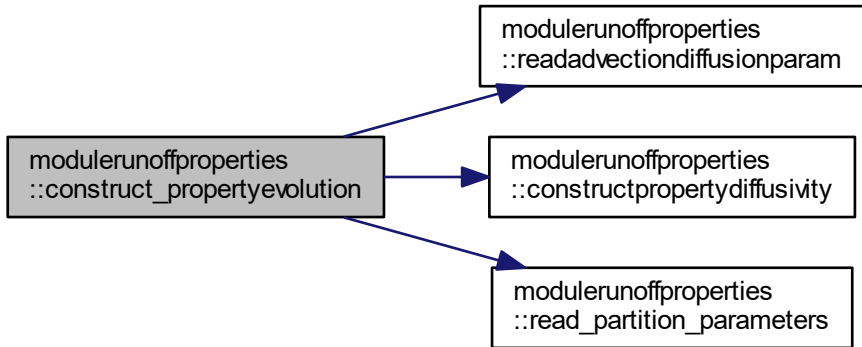 modulerunoffproperties
::readadvectiondiffusionparam
modulerunoffproperties
::construct_propertyevolution
modulerunoffproperties
::constructpropertydiffusivity
modulerunoffproperties
::read_partition_parameters